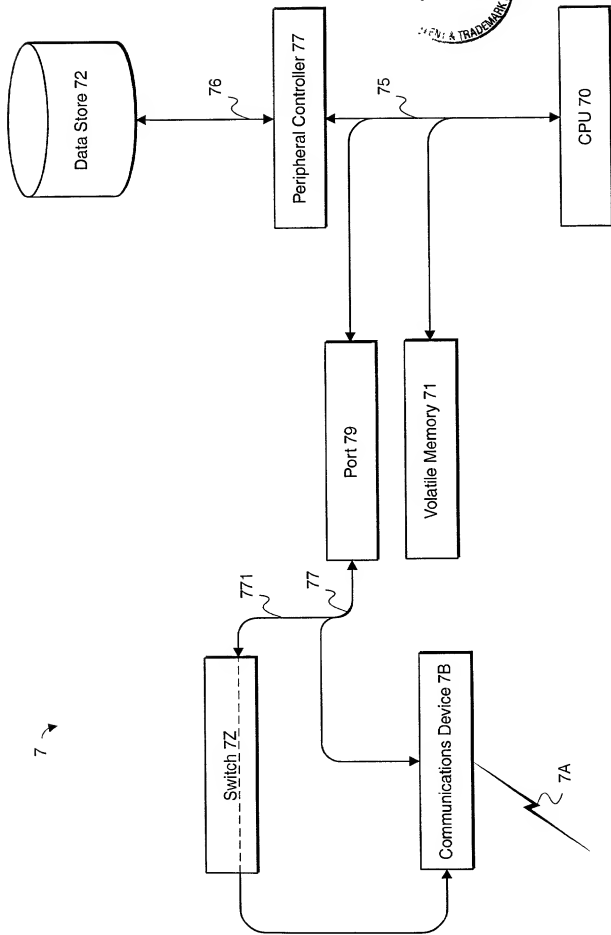 7
Data Store 72
76
Switch 7Z
771
Peripheral Controller 77
77
Port 79
75
Volatile Memory 71
Communications Device 7B
& TRADEMARK
7A
CPU 70